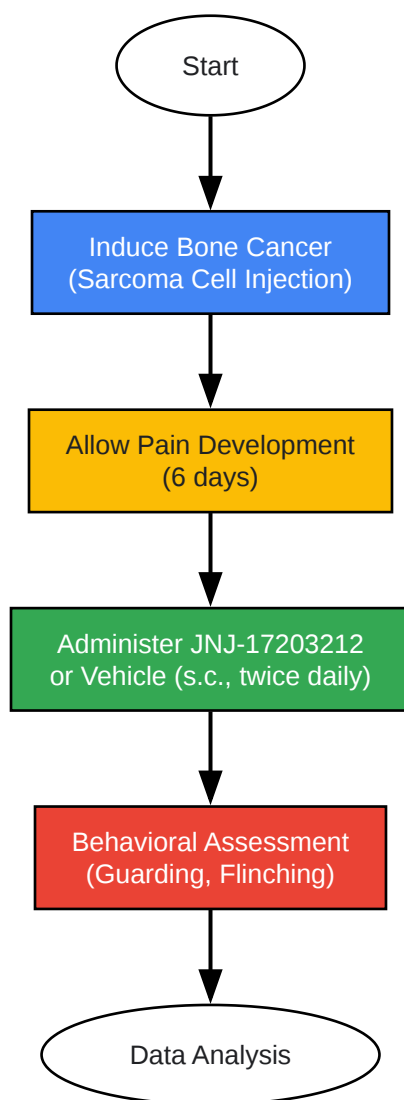 Start
Induce Bone Cancer
(Sarcoma Cell Injection)
Allow Pain Development
(6 days)
Administer JNJ-17203212
or Vehicle (s.c., twice daily)
Behavioral Assessment
(Guarding, Flinching)
Data Analysis